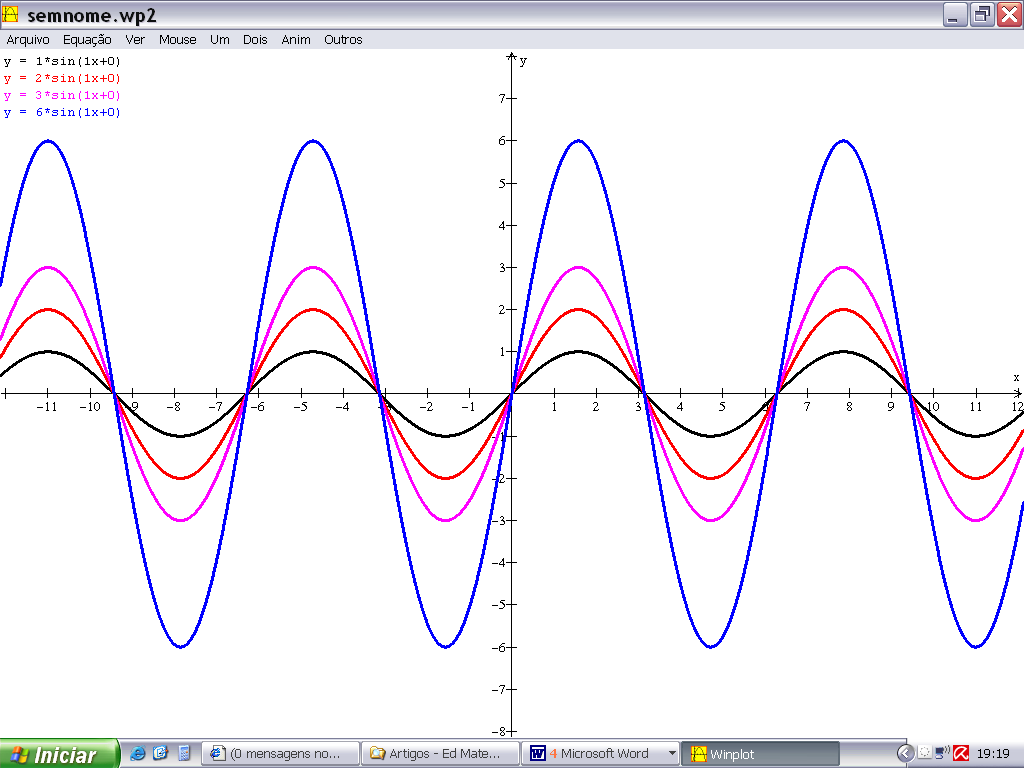 semnome.wp2
Arquivo Equação Ver Mouse Um Dois Anim Outros
y = 1*sin(1x+0)
y = 2*sin(1x+0)
y = 3*sin(1x+0)
y = 6*sin(1x+0)
y
7
6
5
4
3
2
1
x
-11 -10 -9 -8 -7 -6 -5 -4 -3 -2 -1 1 2 3 4 5 6 7 8 9 10 11 12
-1
-2
-3
-4
-5
-6
-7
-8
Iniciar (0 mensagens no... Artigos - Ed Mate... 4 Microsoft Word Winplot 19:19